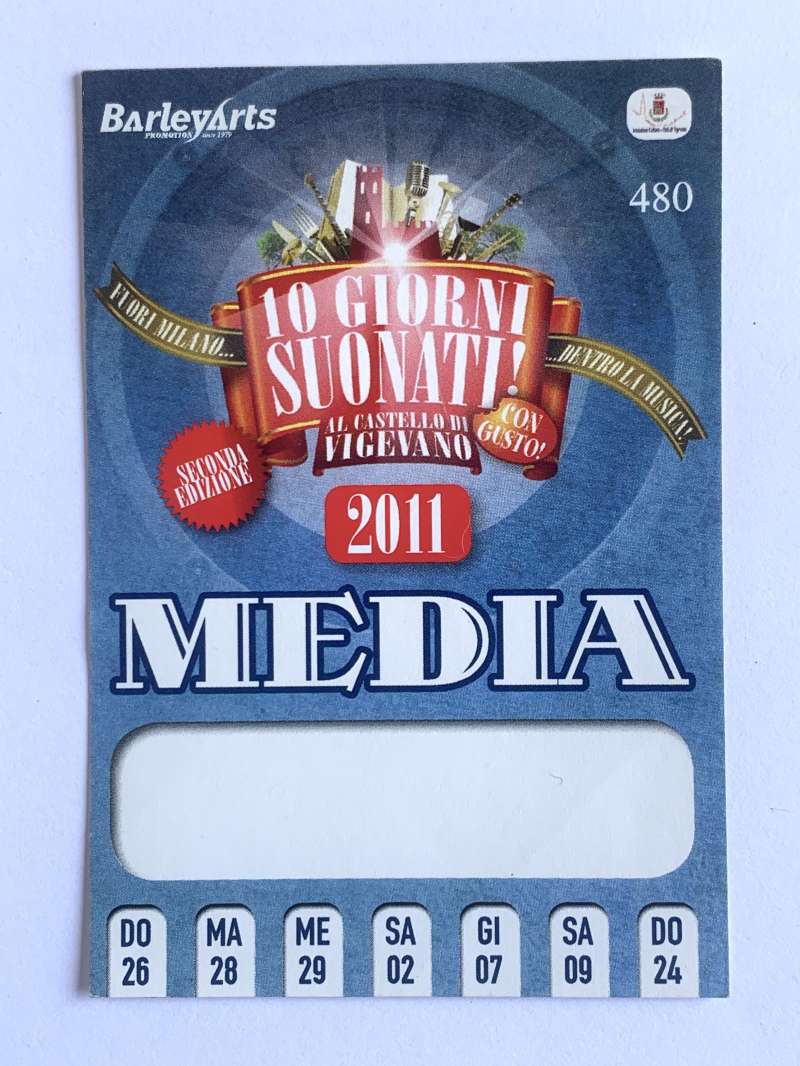 BarleyArts
PROMOTION since 1979
480
FUORI MILANO...
10 GIORNI
SUONATI!
...DENTRO LA MUSICA!
AL CASTELLO DI
VIGEVANO
CON
GUSTO!
SECONDA
EDIZIONE
2011
MEDIA
DO MA ME SA GI SA DO
26 28 29 02 07 09 24